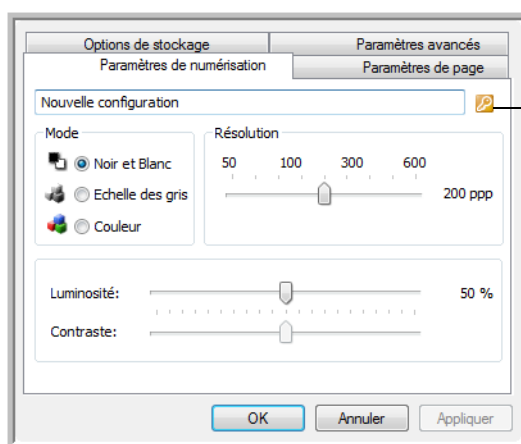 Options de stockage
Paramètres avancés
Paramètres de numérisation
Paramètres de page
Nouvelle configuration
Mode
Résolution
Noir et Blanc
50 100 300 600
Echelle des gris
200 ppp
Couleur
Luminosité:
50 %
Contraste:
OK
Annuler
Appliquer